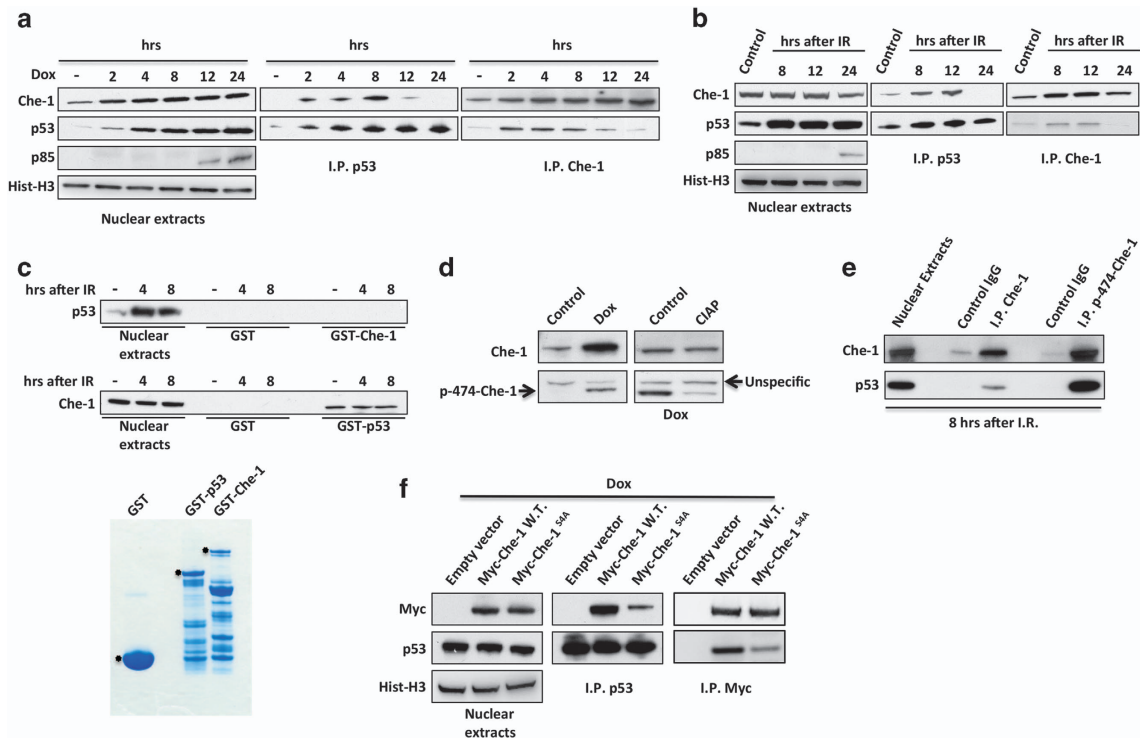 a
hrs hrs hrs
Dox - 2 4 8 12 24 - 2 4 8 12 24 - 2 4 8 12 24
Che-1
p53
p85
Hist-H3
I.P. p53
I.P. Che-1
Nuclear extracts
b
Control hrs after IR Control hrs after IR Control hrs after IR
8 12 24 8 12 24 8 12 24
Che-1
p53
p85
Hist-H3
I.P. p53
I.P. Che-1
Nuclear extracts
c
hrs after IR - 4 8 - 4 8 - 4 8
p53
Nuclear extracts
GST
GST-Che-1
hrs after IR - 4 8 - 4 8 - 4 8
Che-1
Nuclear extracts
GST
GST-p53
GST
GST-p53
GST-Che-1
*
*
*
d
Control Dox Control CIAP
Che-1
p-474-Che-1
Unspecific
Dox
e
Nuclear Extracts
Control IgG
I.P. Che-1
Control IgG
I.P. p-474-Che-1
Che-1
p53
8 hrs after I.R.
f
Dox
Empty vector
Myc-Che-1 W.T.
Myc-Che-1 S4A
Empty vector
Myc-Che-1 W.T.
Myc-Che-1 S4A
Empty vector
Myc-Che-1 W.T.
Myc-Che-1 S4A
Myc
p53
Hist-H3
I.P. p53
I.P. Myc
Nuclear
extracts